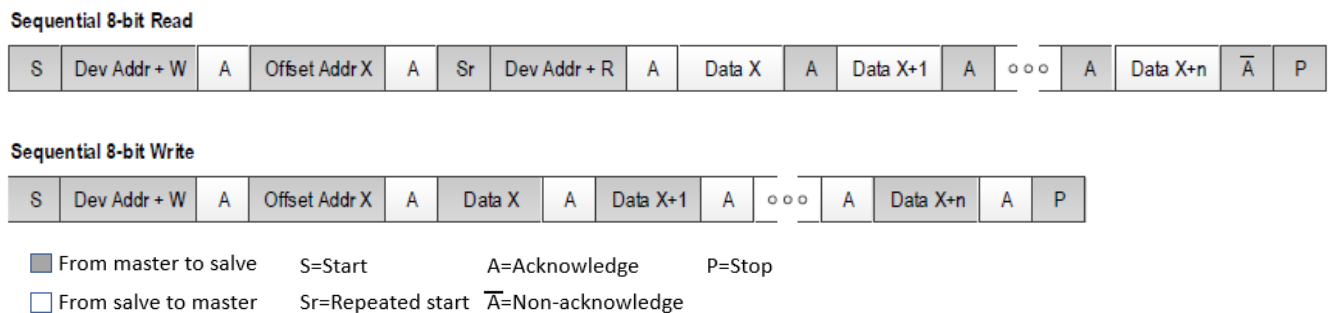 Sequential 8-bit Read
S Dev Addr + W A Offset Addr X A Sr Dev Addr + R A Data X A Data X+1 A o o o A Data X+n A̅ P
Sequential 8-bit Write
S Dev Addr + W A Offset Addr X A Data X A Data X+1 A o o o A Data X+n A P
From master to salve S=Start A=Acknowledge P=Stop
From salve to master Sr=Repeated start A̅=Non-acknowledge